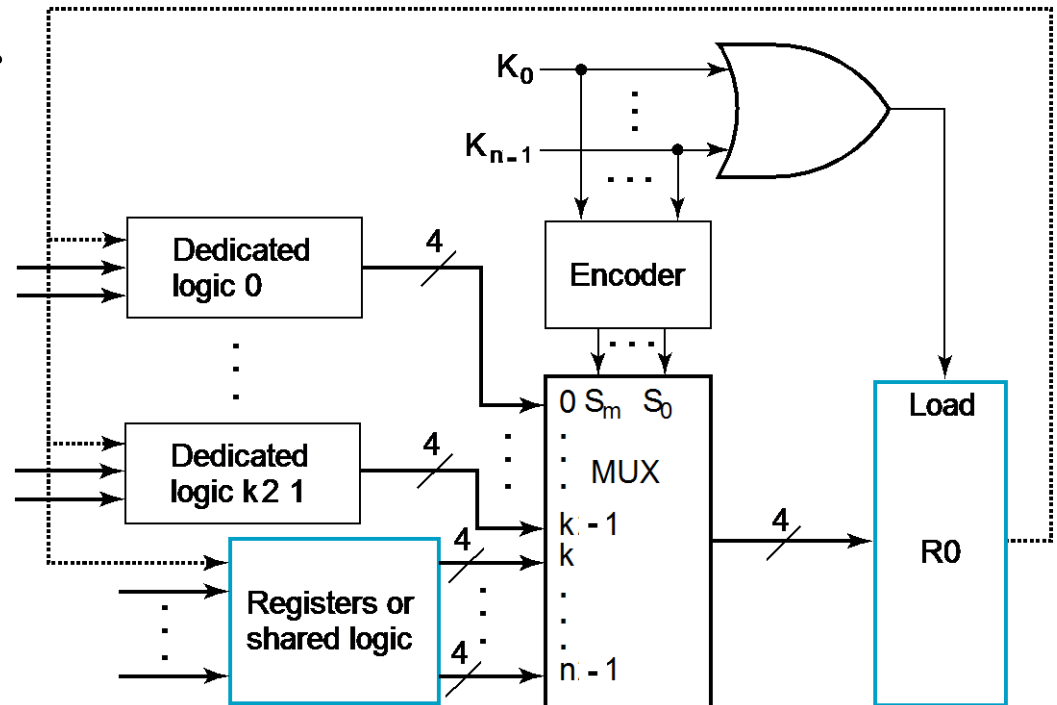 K0
Kn-1
Dedicated
logic 0
4
Encoder
0 Sm S0
Load
Dedicated
logic k2 1
4
MUX
k:-1
4
R0
4
k
Registers or
shared logic
4
n:-1